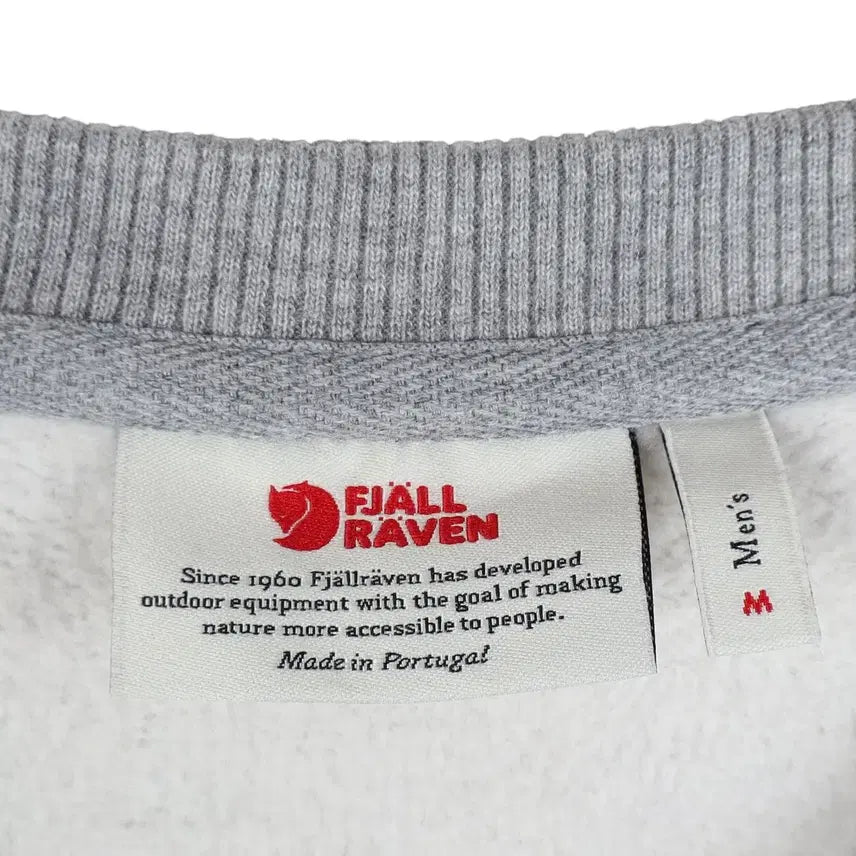 FJÄLL
RÄVEN
Since 1960 Fjällräven has developed
outdoor equipment with the goal of making
nature more accessible to people.
Made in Portugal
Men's
M